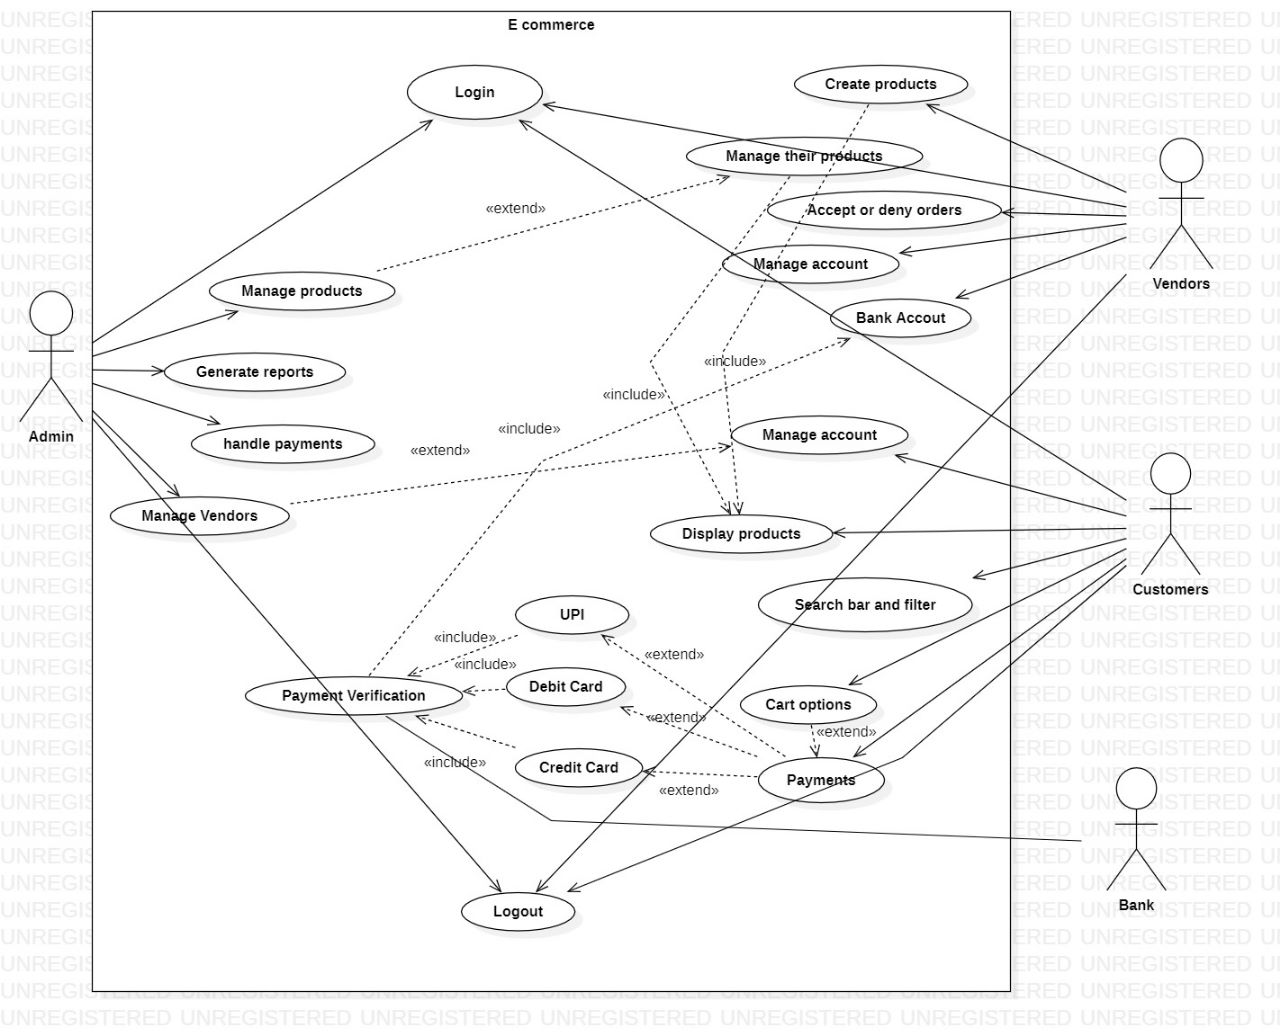 E commerce
Login
Create products
Manage their products
«extend»
Accept or deny orders
Manage account
Vendors
Manage products
Bank Accout
«include»
Generate reports
«include»
Admin
«include»
Manage account
handle payments
«extend»
Manage Vendors
Display products
Customers
Search bar and filter
UPI
«include»
«extend»
«include»
Debit Card
Payment Verification
Cart options
«extend»
«extend»
«include»
Credit Card
Payments
«extend»
Bank
Logout
UNREGISTERED UNREGISTERED UNREGISTERED UNREGISTERED UNREGISTERED UNREGISTERED UNREGISTERED UI